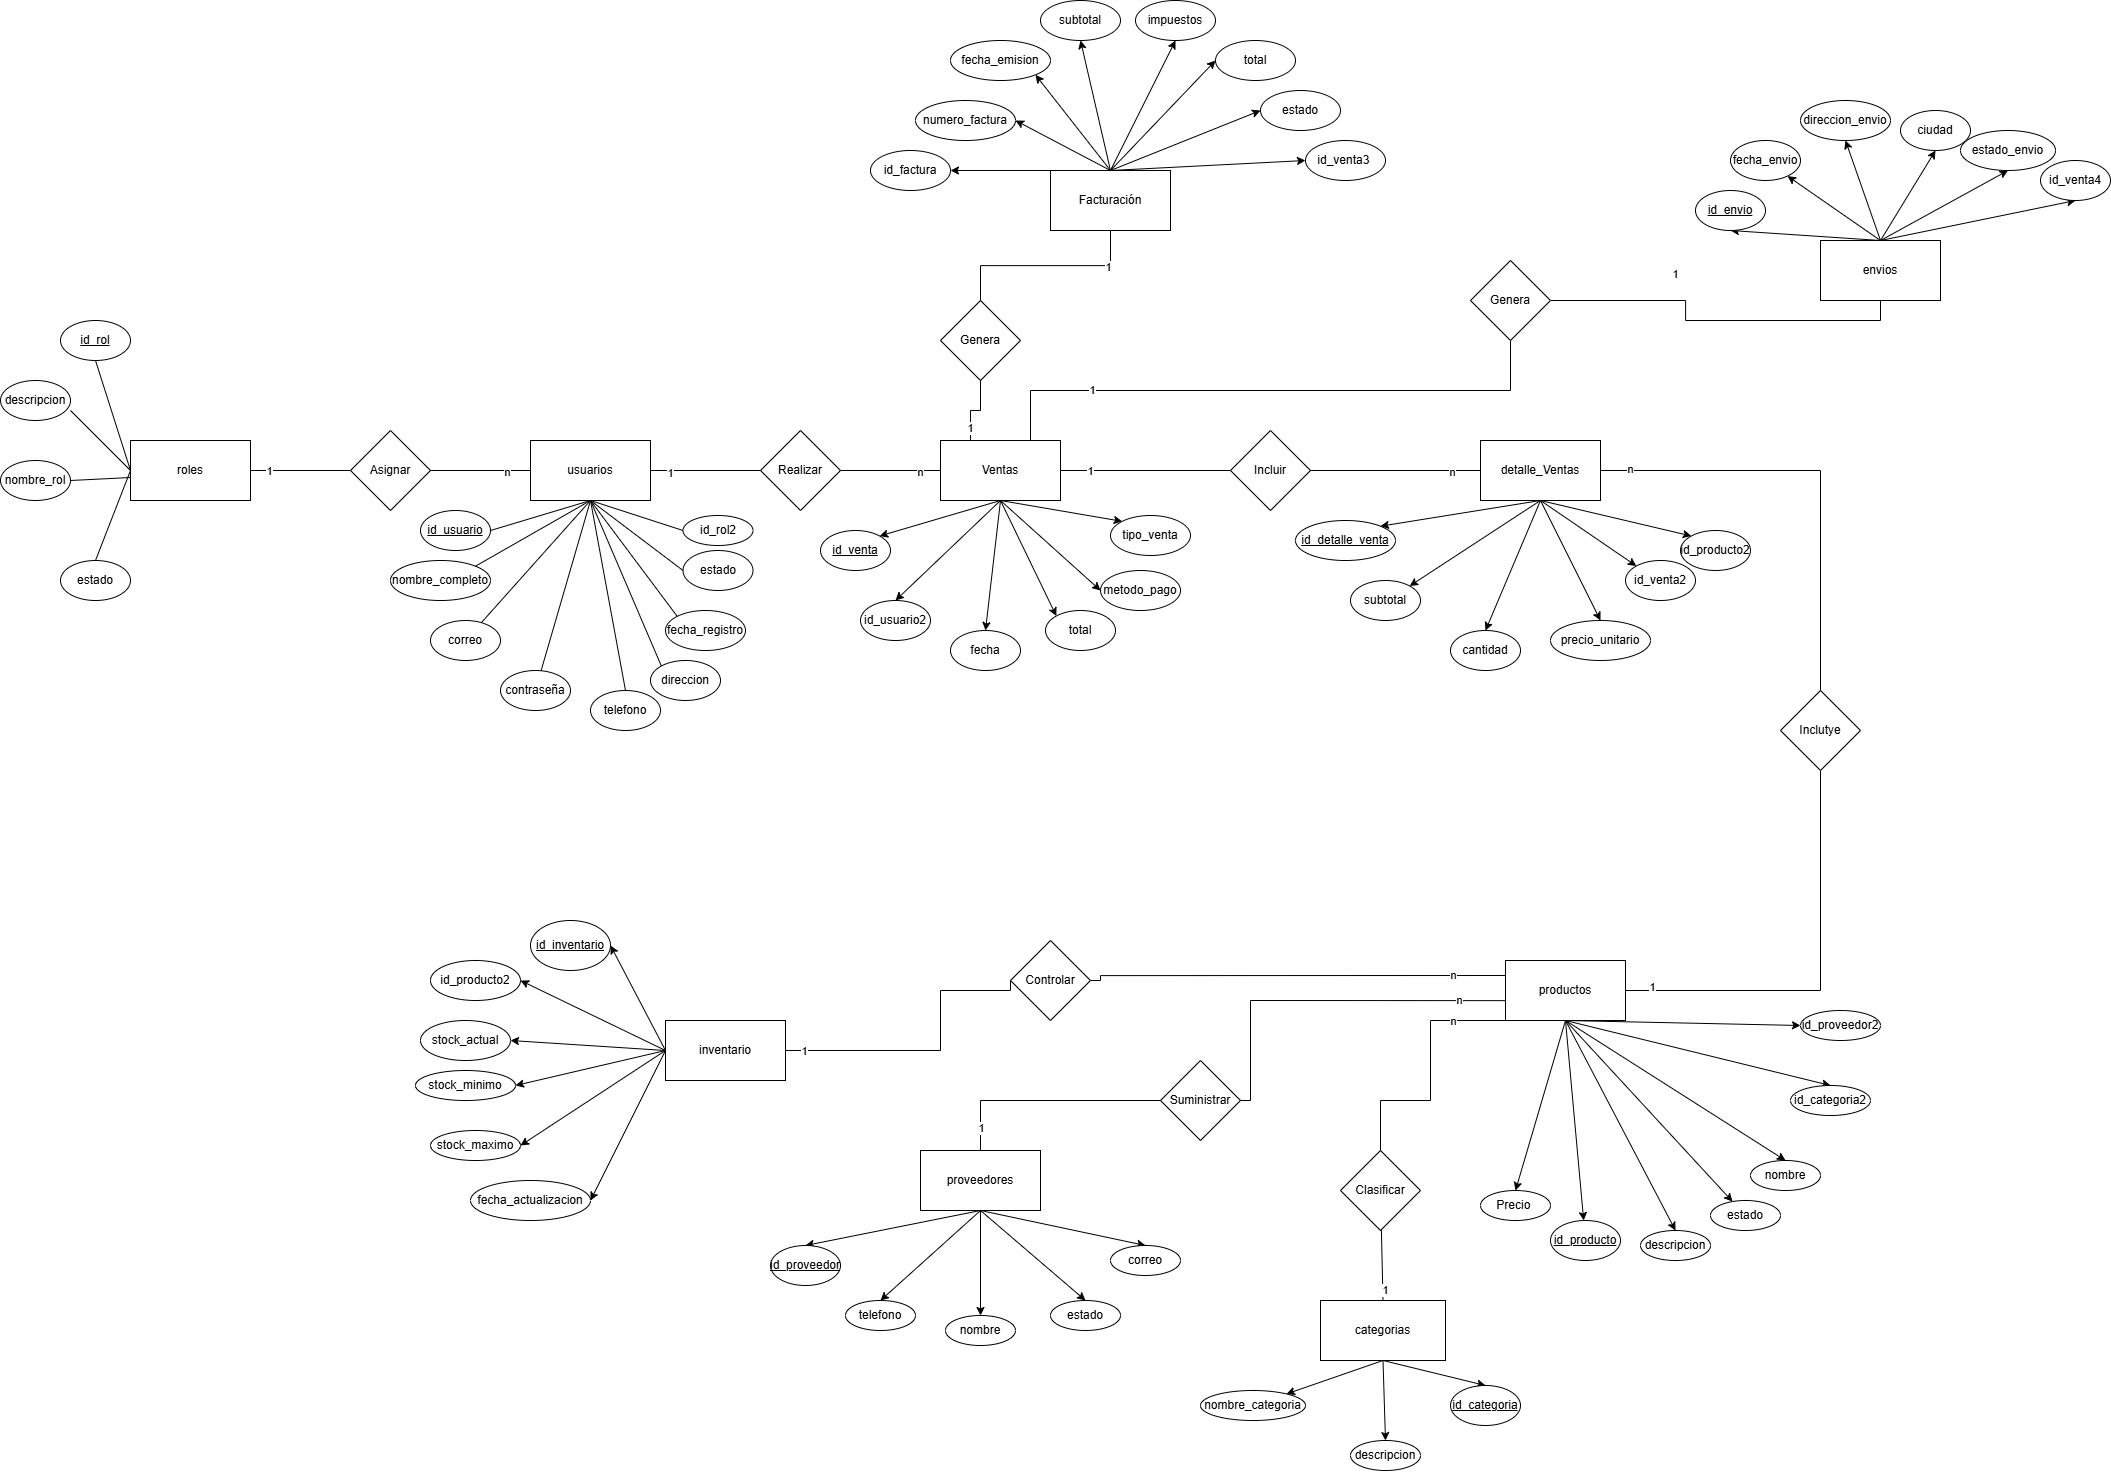 subtotal
impuestos
fecha_emision
total
numero_factura
estado
id_factura
id_venta3
Facturación
1
Genera
1
direccion_envio
ciudad
fecha_envio
estado_envio
id_venta4
id_envio
envios
1
Genera
1
id_rol
descripcion
nombre_rol
estado
roles
1
Asignar
n
usuarios
1
Realizar
n
Ventas
1
Incluir
n
detalle_Ventas
n
id_usuario
id_rol2
nombre_completo
estado
correo
fecha_registro
contraseña
direccion
telefono
id_venta
tipo_venta
id_usuario2
metodo_pago
fecha
total
id_detalle_venta
id_producto2
subtotal
id_venta2
cantidad
precio_unitario
Inclutye
1
id_inventario
id_producto2
stock_actual
stock_minimo
stock_maximo
fecha_actualizacion
inventario
1
Controlar
n
productos
n
Suministrar
1
n
Clasificar
1
proveedores
id_proveedor
correo
telefono
nombre
estado
id_proveedor2
id_categoria2
nombre
Precio
estado
id_producto
descripcion
categorias
nombre_categoria
id_categoria
descripcion